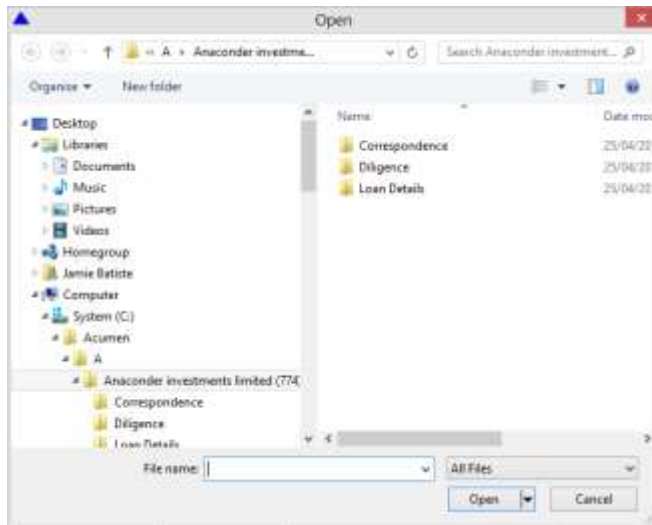 Open
« A › Anaconder investme...
Search Anaconder investment...
Organise
New folder
Desktop
Libraries
Documents
Music
Pictures
Videos
Homegroup
Jamie Batiste
Computer
System (C:)
Acumen
A
Anaconder investments limited (774
Correspondence
Diligence
Loan Details
Name
Date mo
Correspondence
25/04/20
Diligence
25/04/20
Loan Details
25/04/20
File name:
All Files
Open
Cancel